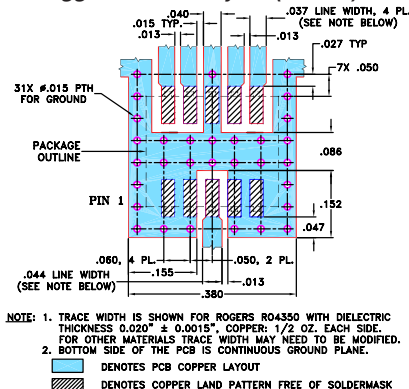 .040
.037 LINE WIDTH, 4 PL.
(SEE NOTE BELOW)
.015 TYP.
.013
.013
.027 TYP
7X .050
31X ø.015 PTH
FOR GROUND
PACKAGE
OUTLINE
.086
PIN 1
.152
.047
.060, 4 PL.
.050, 2 PL.
.044 LINE WIDTH
(SEE NOTE BELOW)
.155
.013
.380
NOTE: 1. TRACE WIDTH IS SHOWN FOR ROGERS RO4350 WITH DIELECTRIC
THICKNESS 0.020" ± 0.0015", COPPER: 1/2 OZ. EACH SIDE.
FOR OTHER MATERIALS TRACE WIDTH MAY NEED TO BE MODIFIED.
2. BOTTOM SIDE OF THE PCB IS CONTINUOUS GROUND PLANE.
DENOTES PCB COPPER LAYOUT
DENOTES COPPER LAND PATTERN FREE OF SOLDERMASK